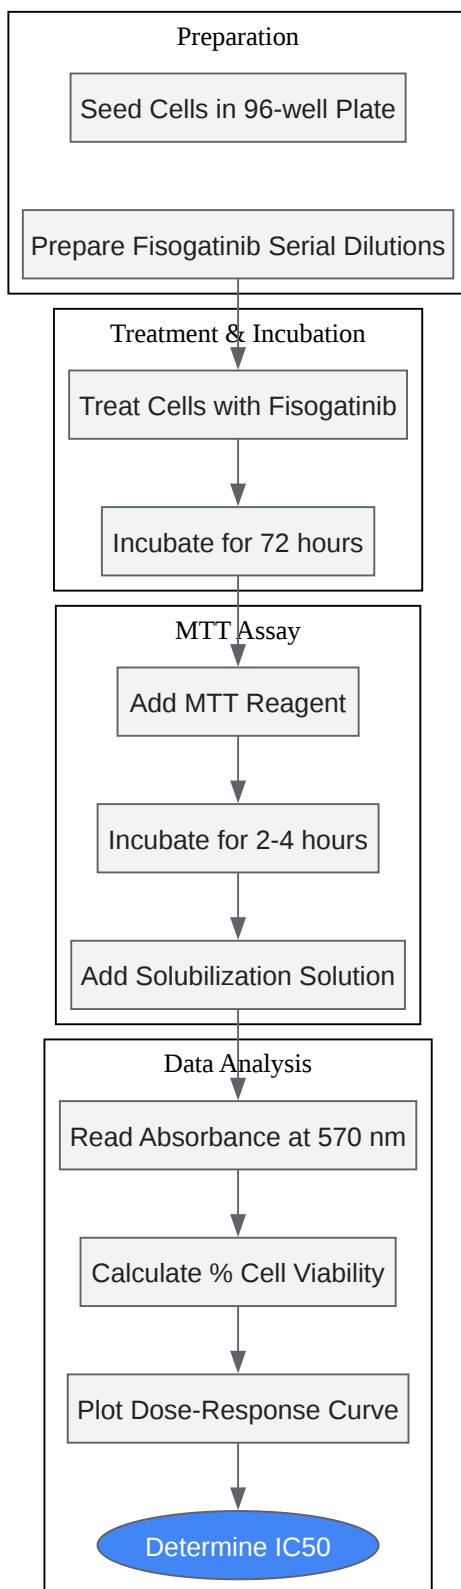 Preparation
Seed Cells in 96-well Plate
Prepare Fisogatinib Serial Dilutions
Treatment & Incubation
Treat Cells with Fisogatinib
Incubate for 72 hours
MTT Assay
Add MTT Reagent
Incubate for 2-4 hours
Add Solubilization Solution
Data Analysis
Read Absorbance at 570 nm
Calculate % Cell Viability
Plot Dose-Response Curve
Determine IC50